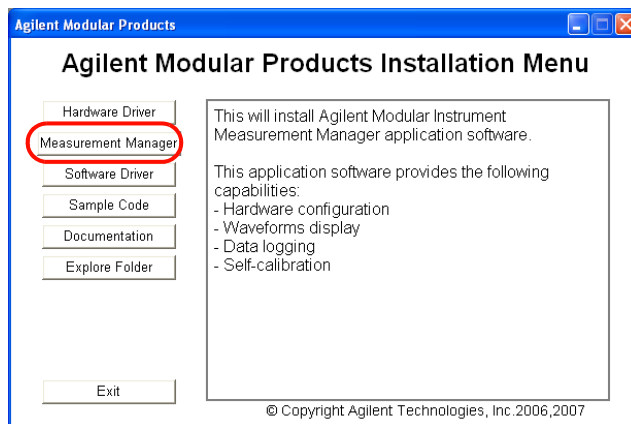 Agilent Modular Products
Agilent Modular Products Installation Menu
Hardware Driver
Measurement Manager
Software Driver
Sample Code
Documentation
Explore Folder
Exit
This will install Agilent Modular Instrument
Measurement Manager application software.
This application software provides the following
capabilities:
- Hardware configuration
- Waveforms display
- Data logging
- Self-calibration
© Copyright Agilent Technologies, Inc.2006,2007